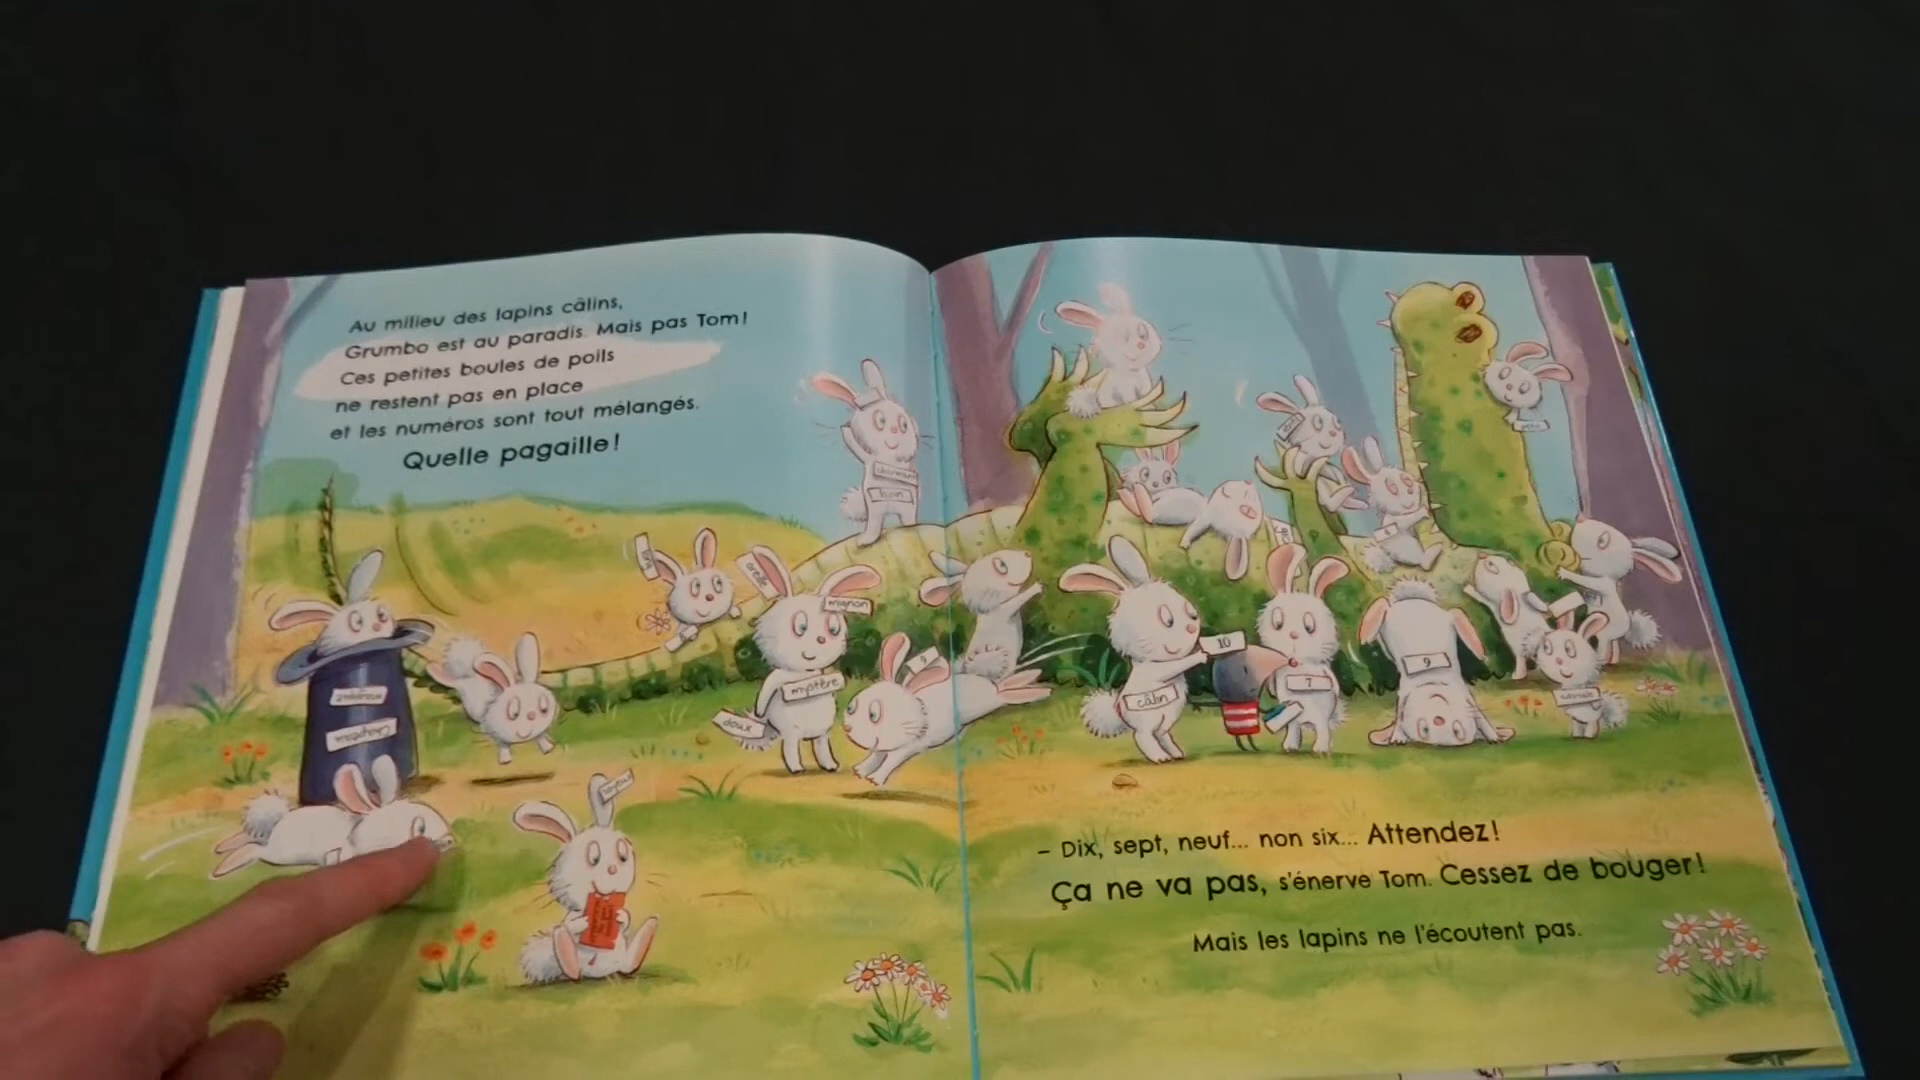 Au milieu des lapins câlins,
Grumbo est au paradis. Mais pas Tom!
Ces petites boules de poils
ne restent pas en place
et les numéros sont tout mélangés.
Quelle pagaille!
mignon
mystère
doux
Chapeau
10
câlin
7
9
– Dix, sept, neuf... non six... Attendez!
Ça ne va pas, s'énerve Tom. Cessez de bouger!
Mais les lapins ne l'écoutent pas.